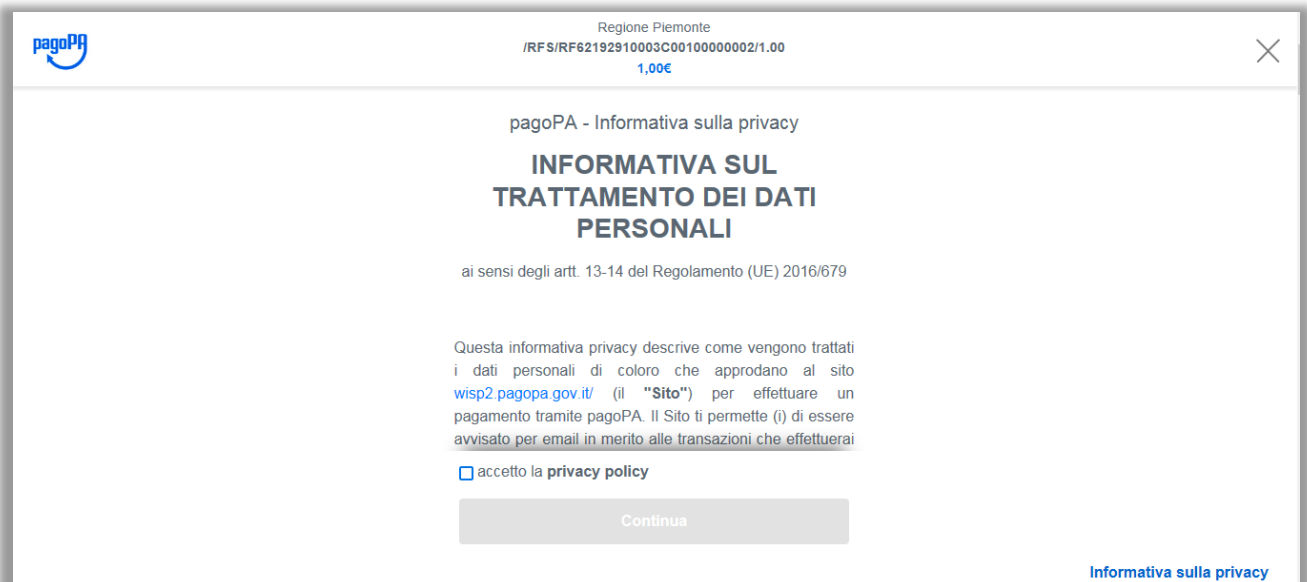 pagoPA
Regione Piemonte
/RFS/RF62192910003C00100000002/1.00
1,00€
pagoPA - Informativa sulla privacy
INFORMATIVA SUL
TRATTAMENTO DEI DATI
PERSONALI
ai sensi degli artt. 13-14 del Regolamento (UE) 2016/679
Questa informativa privacy descrive come vengono trattati
i dati personali di coloro che approdano al sito
wisp2.pagopa.gov.it/ (il "Sito") per effettuare un
pagamento tramite pagoPA. Il Sito ti permette (i) di essere
avvisato per email in merito alle transazioni che effettuerai
accetto la privacy policy
Continua
Informativa sulla privacy